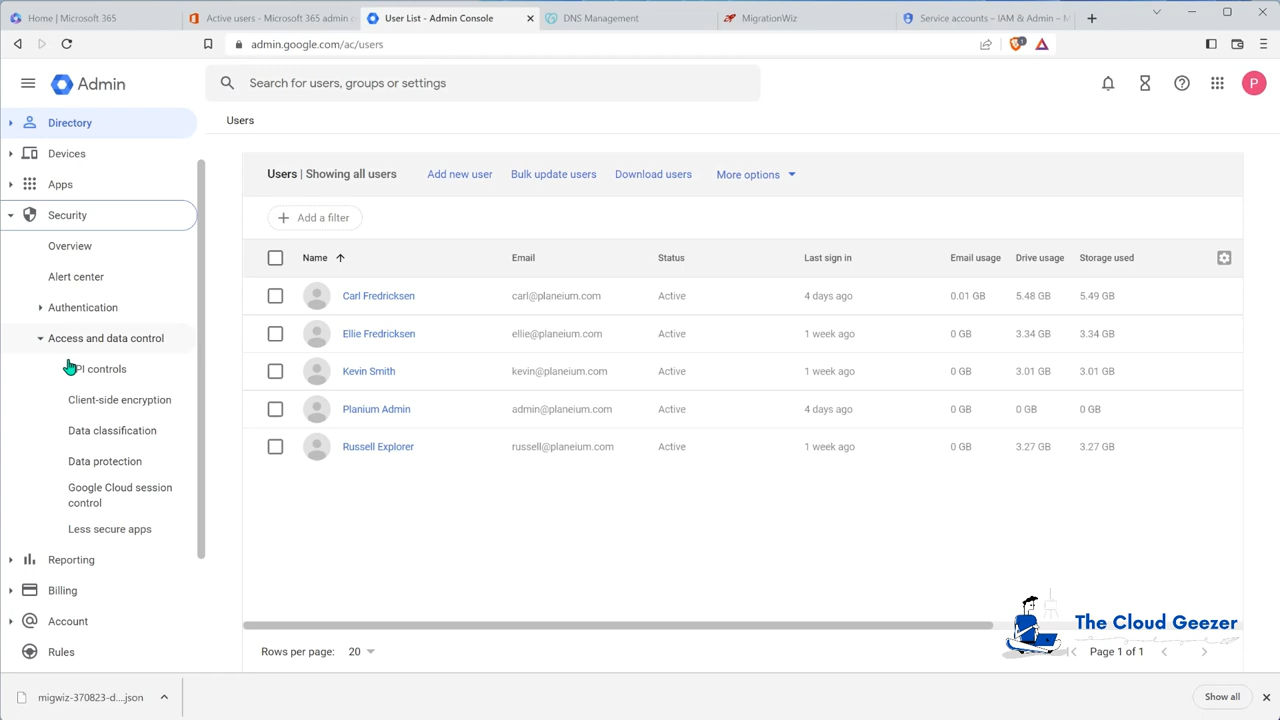 Home | Microsoft 365
Active users - Microsoft 365 admin c
User List - Admin Console
DNS Management
MigrationWiz
Service accounts – IAM & Admin – M
admin.google.com/ac/users
1
Admin
Search for users, groups or settings
P
Directory
Devices
Apps
Security
Overview
Alert center
Authentication
Access and data control
PI controls
Client-side encryption
Data classification
Data protection
Google Cloud session
control
Less secure apps
Reporting
Billing
Account
Rules
Users
Users | Showing all users
Add new user
Bulk update users
Download users
More options
Add a filter
Name Email Status Last sign in Email usage Drive usage Storage used
Carl Fredricksen carl@planeium.com Active 4 days ago 0.01 GB 5.48 GB 5.49 GB
Ellie Fredricksen ellie@planeium.com Active 1 week ago 0 GB 3.34 GB 3.34 GB
Kevin Smith kevin@planeium.com Active 1 week ago 0 GB 3.01 GB 3.01 GB
Planium Admin admin@planeium.com Active 4 days ago 0 GB 0 GB 0 GB
Russell Explorer russell@planeium.com Active 1 week ago 0 GB 3.27 GB 3.27 GB
The Cloud Geezer
Rows per page: 20
Page 1 of 1
migwiz-370823-d....json
Show all